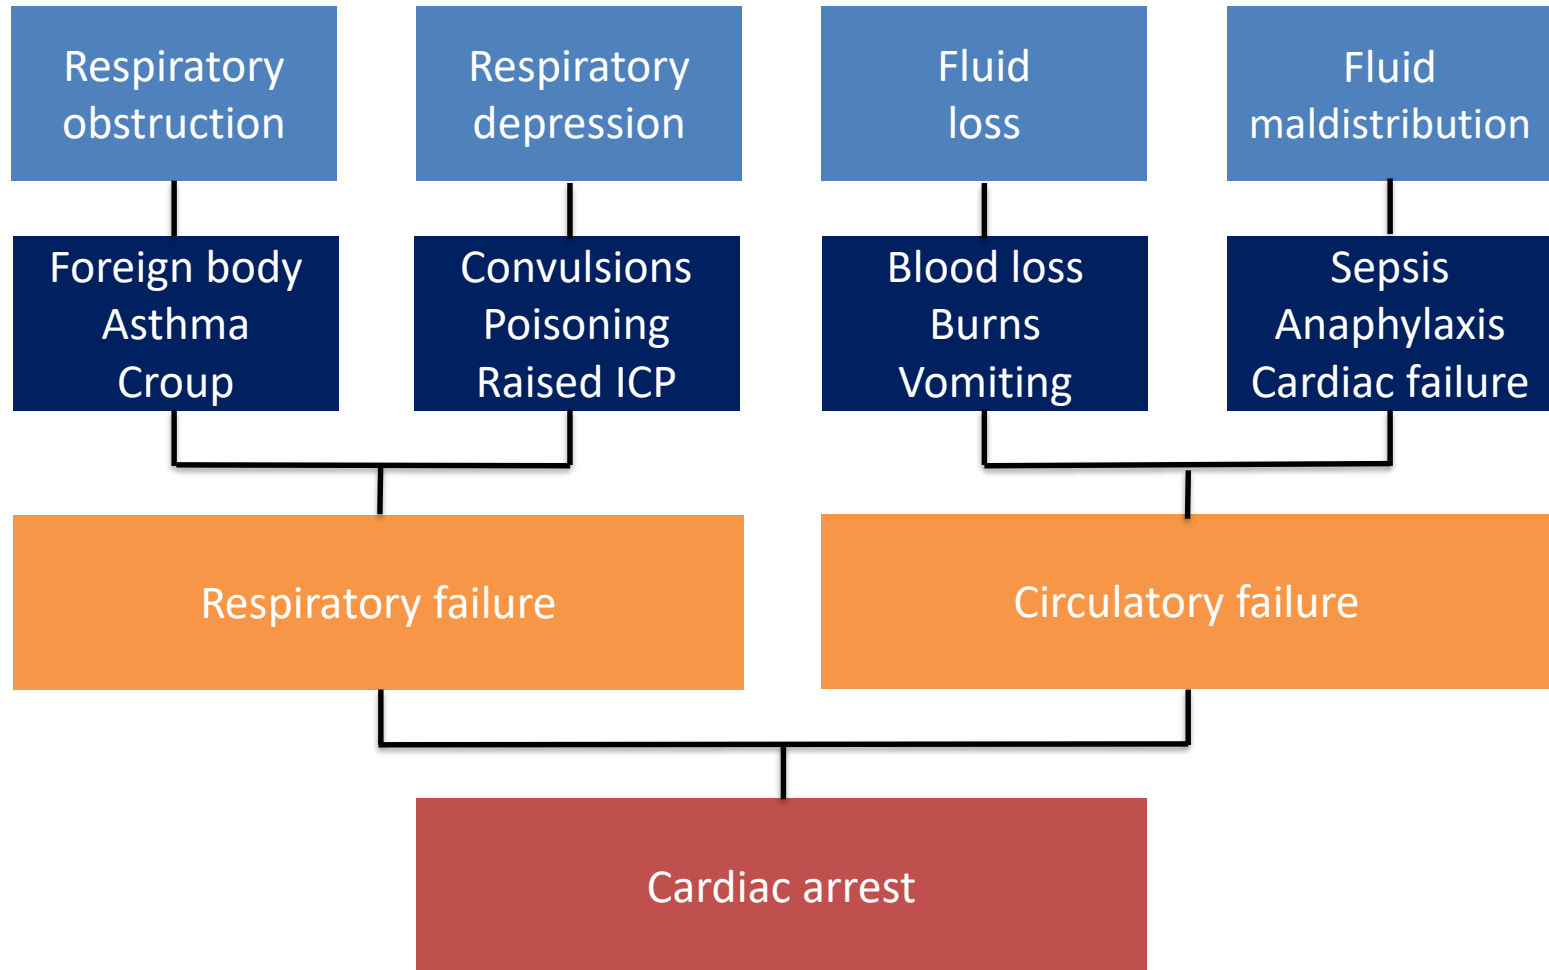 Respiratory
obstruction
Respiratory
depression
Fluid
loss
Fluid
maldistribution
Foreign body
Asthma
Croup
Convulsions
Poisoning
Raised ICP
Blood loss
Burns
Vomiting
Sepsis
Anaphylaxis
Cardiac failure
Respiratory failure
Circulatory failure
Cardiac arrest